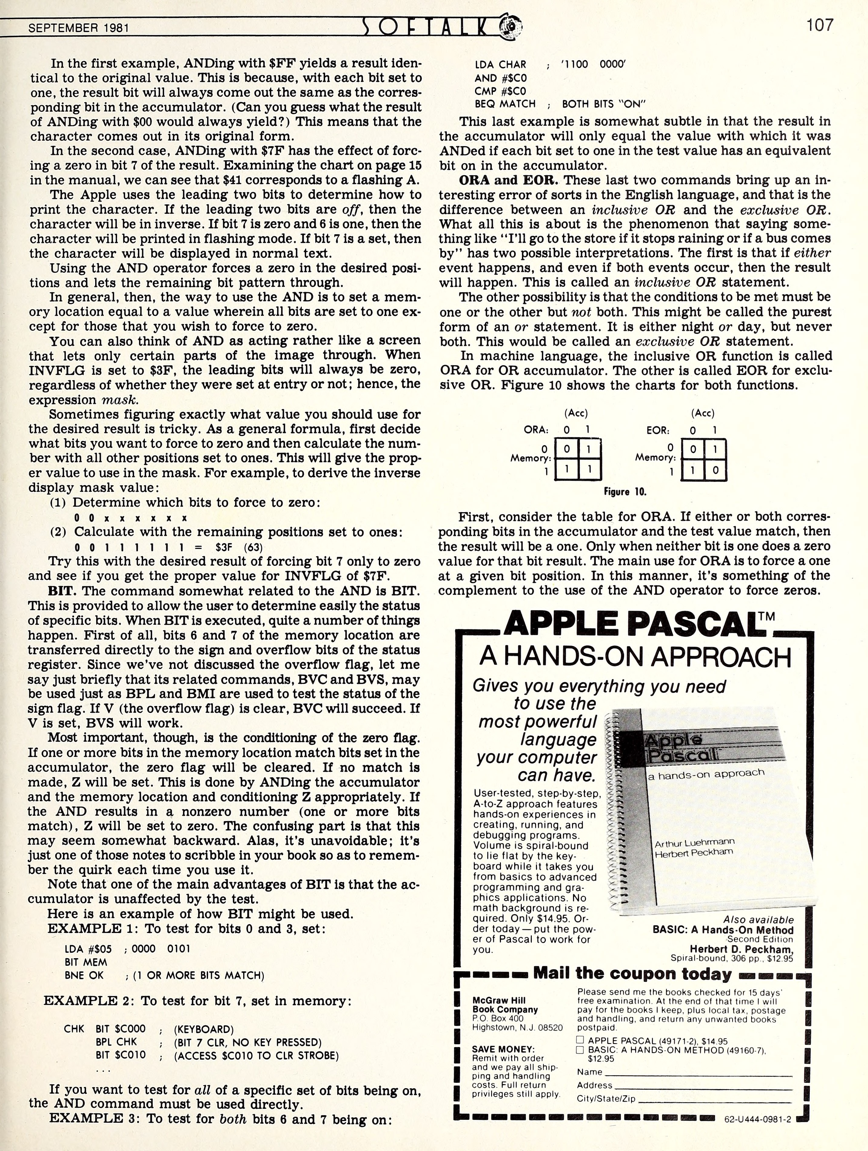 SEPTEMBER 1981
SOFTALK
107
In the first example, ANDing with $FF yields a result iden-
tical to the original value. This is because, with each bit set to
one, the result bit will always come out the same as the corres-
ponding bit in the accumulator. (Can you guess what the result
of ANDing with $00 would always yield?) This means that the
character comes out in its original form.
In the second case, ANDing with $7F has the effect of forc-
ing a zero in bit 7 of the result. Examining the chart on page 15
in the manual, we can see that $41 corresponds to a flashing A.
The Apple uses the leading two bits to determine how to
print the character. If the leading two bits are off, then the
character will be in inverse. If bit 7 is zero and 6 is one, then the
character will be printed in flashing mode. If bit 7 is a set, then
the character will be displayed in normal text.
Using the AND operator forces a zero in the desired posi-
tions and lets the remaining bit pattern through.
In general, then, the way to use the AND is to set a mem-
ory location equal to a value wherein all bits are set to one ex-
cept for those that you wish to force to zero.
You can also think of AND as acting rather like a screen
that lets only certain parts of the image through. When
INVFLG is set to $3F, the leading bits will always be zero,
regardless of whether they were set at entry or not; hence, the
expression mask.
Sometimes figuring exactly what value you should use for
the desired result is tricky. As a general formula, first decide
what bits you want to force to zero and then calculate the num-
ber with all other positions set to ones. This will give the prop-
er value to use in the mask. For example, to derive the inverse
display mask value:
(1) Determine which bits to force to zero:
0 0 x x x x x x
(2) Calculate with the remaining positions set to ones:
0 0 1 1 1 1 1 1 = $3F (63)
Try this with the desired result of forcing bit 7 only to zero
and see if you get the proper value for INVFLG of $7F.
BIT. The command somewhat related to the AND is BIT.
This is provided to allow the user to determine easily the status
of specific bits. When BIT is executed, quite a number of things
happen. First of all, bits 6 and 7 of the memory location are
transferred directly to the sign and overflow bits of the status
register. Since we've not discussed the overflow flag, let me
say just briefly that its related commands, BVC and BVS, may
be used just as BPL and BMI are used to test the status of the
sign flag. If V (the overflow flag) is clear, BVC will succeed. If
V is set, BVS will work.
Most important, though, is the conditioning of the zero flag.
If one or more bits in the memory location match bits set in the
accumulator, the zero flag will be cleared. If no match is
made, Z will be set. This is done by ANDing the accumulator
and the memory location and conditioning Z appropriately. If
the AND results in a nonzero number (one or more bits
match), Z will be set to zero. The confusing part is that this
may seem somewhat backward. Alas, it's unavoidable; it's
just one of those notes to scribble in your book so as to remem-
ber the quirk each time you use it.
Note that one of the main advantages of BIT is that the ac-
cumulator is unaffected by the test.
Here is an example of how BIT might be used.
EXAMPLE 1: To test for bits 0 and 3, set:
LDA #$05 ; 0000 0101
BIT MEM
BNE OK ; (1 OR MORE BITS MATCH)
EXAMPLE 2: To test for bit 7, set in memory:
CHK BIT $C000 ; (KEYBOARD)
BPL CHK ; (BIT 7 CLR, NO KEY PRESSED)
BIT $C010 ; (ACCESS $C010 TO CLR STROBE)
. . .
If you want to test for all of a specific set of bits being on,
the AND command must be used directly.
EXAMPLE 3: To test for both bits 6 and 7 being on:
LDA CHAR ; '1100 0000'
AND #$C0
CMP #$C0
BEQ MATCH ; BOTH BITS "ON"
This last example is somewhat subtle in that the result in
the accumulator will only equal the value with which it was
ANDed if each bit set to one in the test value has an equivalent
bit on in the accumulator.
ORA and EOR. These last two commands bring up an in-
teresting error of sorts in the English language, and that is the
difference between an inclusive OR and the exclusive OR.
What all this is about is the phenomenon that saying some-
thing like "I'll go to the store if it stops raining or if a bus comes
by" has two possible interpretations. The first is that if either
event happens, and even if both events occur, then the result
will happen. This is called an inclusive OR statement.
The other possibility is that the conditions to be met must be
one or the other but not both. This might be called the purest
form of an or statement. It is either night or day, but never
both. This would be called an exclusive OR statement.
In machine language, the inclusive OR function is called
ORA for OR accumulator. The other is called EOR for exclu-
sive OR. Figure 10 shows the charts for both functions.
(Acc) (Acc)
ORA: 0 1 EOR: 0 1
0 0 1 0 0 1
Memory: Memory:
1 1 1 1 1 0
Figure 10.
First, consider the table for ORA. If either or both corres-
ponding bits in the accumulator and the test value match, then
the result will be a one. Only when neither bit is one does a zero
value for that bit result. The main use for ORA is to force a one
at a given bit position. In this manner, it's something of the
complement to the use of the AND operator to force zeros.
APPLE PASCAL™
A HANDS-ON APPROACH
Gives you everything you need
to use the
most powerful
language
your computer
can have.
User-tested, step-by-step,
A-to-Z approach features
hands-on experiences in
creating, running, and
debugging programs.
Volume is spiral-bound
to lie flat by the key-
board while it takes you
from basics to advanced
programming and gra-
phics applications. No
math background is re-
quired. Only $14.95. Or-
der today — put the pow-
er of Pascal to work for
you.
Apple
Pascal
a hands-on approach
Arthur Luehrmann
Herbert Peckham
Also available
BASIC: A Hands-On Method
Second Edition
Herbert D. Peckham,
Spiral-bound, 306 pp., $12.95
Mail the coupon today
McGraw Hill
Book Company
P.O. Box 400
Highstown, N.J. 08520
SAVE MONEY:
Remit with order
and we pay all ship-
ping and handling
costs. Full return
privileges still apply.
Please send me the books checked for 15 days'
free examination. At the end of that time I will
pay for the books I keep, plus local tax, postage
and handling, and return any unwanted books
postpaid.
☐ APPLE PASCAL (49171-2), $14.95
☐ BASIC: A HANDS-ON METHOD (49160-7),
$12.95
Name
Address
City/State/Zip
62-U444-0981-2